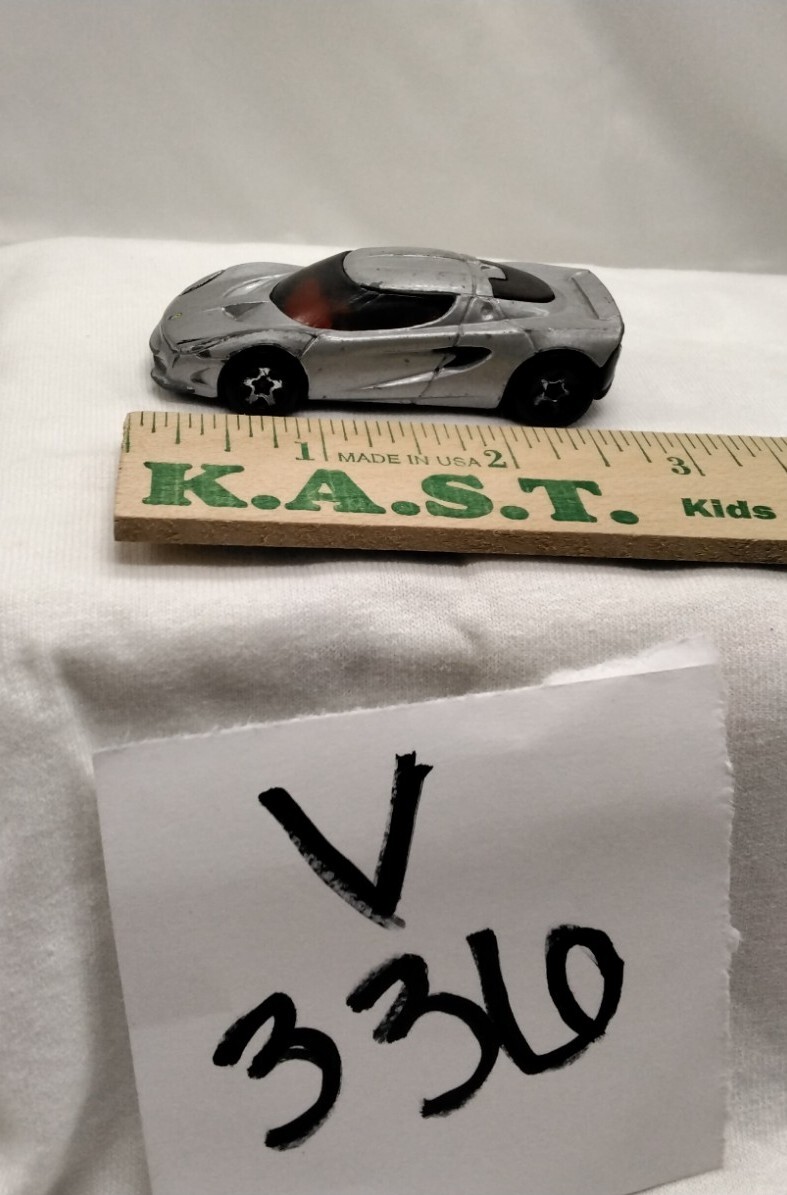 1 MADE IN USA 2 3
K.A.S.T. Kids
V
336